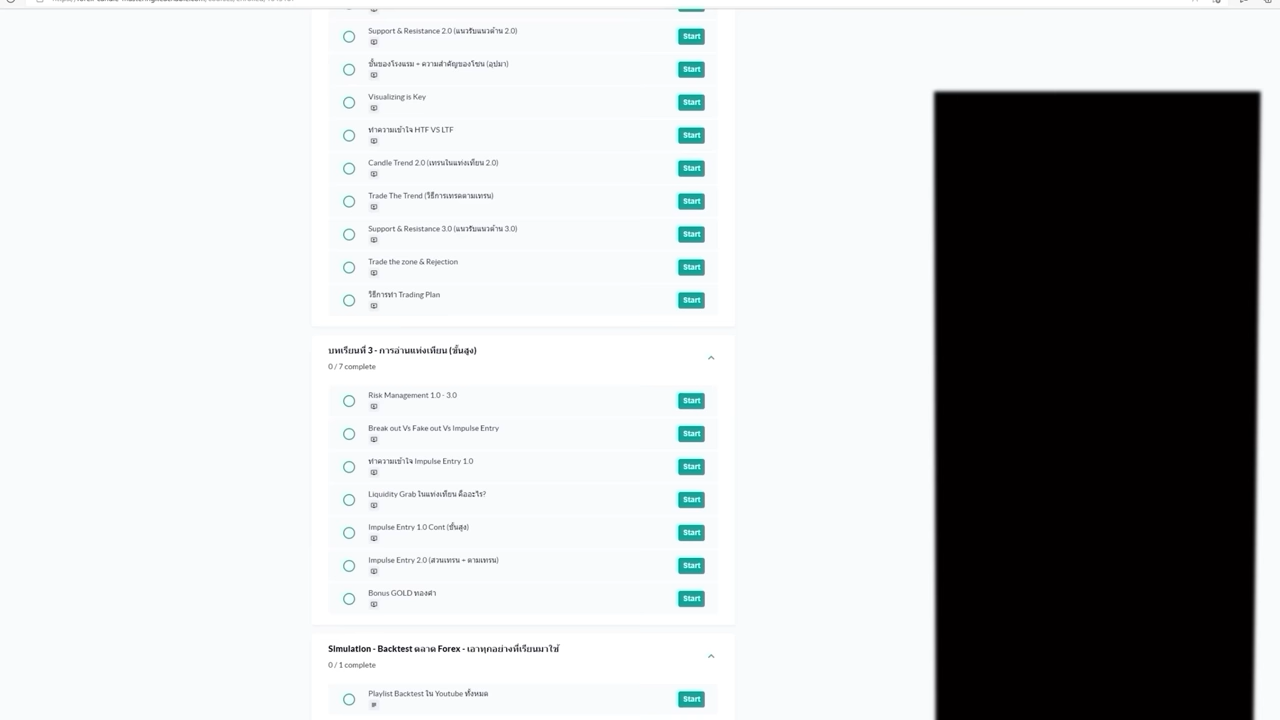 Support & Resistance 2.0 (แนวรับแนวต้าน 2.0)
Start
ชั้นของโรงแรม + ความสำคัญของโซน (อุปมา)
Start
Visualizing is Key
Start
ทำความเข้าใจ HTF VS LTF
Start
Candle Trend 2.0 (เทรนในแท่งเทียน 2.0)
Start
Trade The Trend (วิธีการเทรดตามเทรน)
Start
Support & Resistance 3.0 (แนวรับแนวต้าน 3.0)
Start
Trade the zone & Rejection
Start
วิธีการทำ Trading Plan
Start
บทเรียนที่ 3 - การอ่านแท่งเทียน (ชั้นสูง)
0 / 7 complete
Risk Management 1.0 - 3.0
Start
Break out Vs Fake out Vs Impulse Entry
Start
ทำความเข้าใจ Impulse Entry 1.0
Start
Liquidity Grab ในแท่งเทียน คืออะไร?
Start
Impulse Entry 1.0 Cont (ชั้นสูง)
Start
Impulse Entry 2.0 (สวนเทรน + ตามเทรน)
Start
Bonus GOLD ทองคำ
Start
Simulation - Backtest ตลาด Forex - เอาทุกอย่างที่เรียนมาใช้
0 / 1 complete
Playlist Backtest ใน Youtube ทั้งหมด
Start